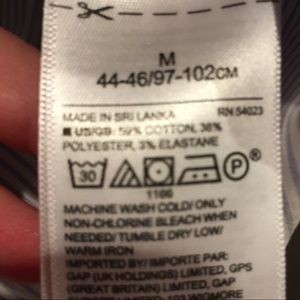 M
44-46/97-102CM
MADE IN SRI LANKA RN 54023
US/GB: 59% COTTON, 38%
POLYESTER, 3% ELASTANE
30 P
1166
MACHINE WASH COLD/ ONLY
NON-CHLORINE BLEACH WHEN
NEEDED/ TUMBLE DRY LOW/
WARM IRON
IMPORTED BY/ IMPORTE PAR:
GAP (UK HOLDINGS) LIMITED, GPS
(GREAT BRITAIN) LIMITED, AND